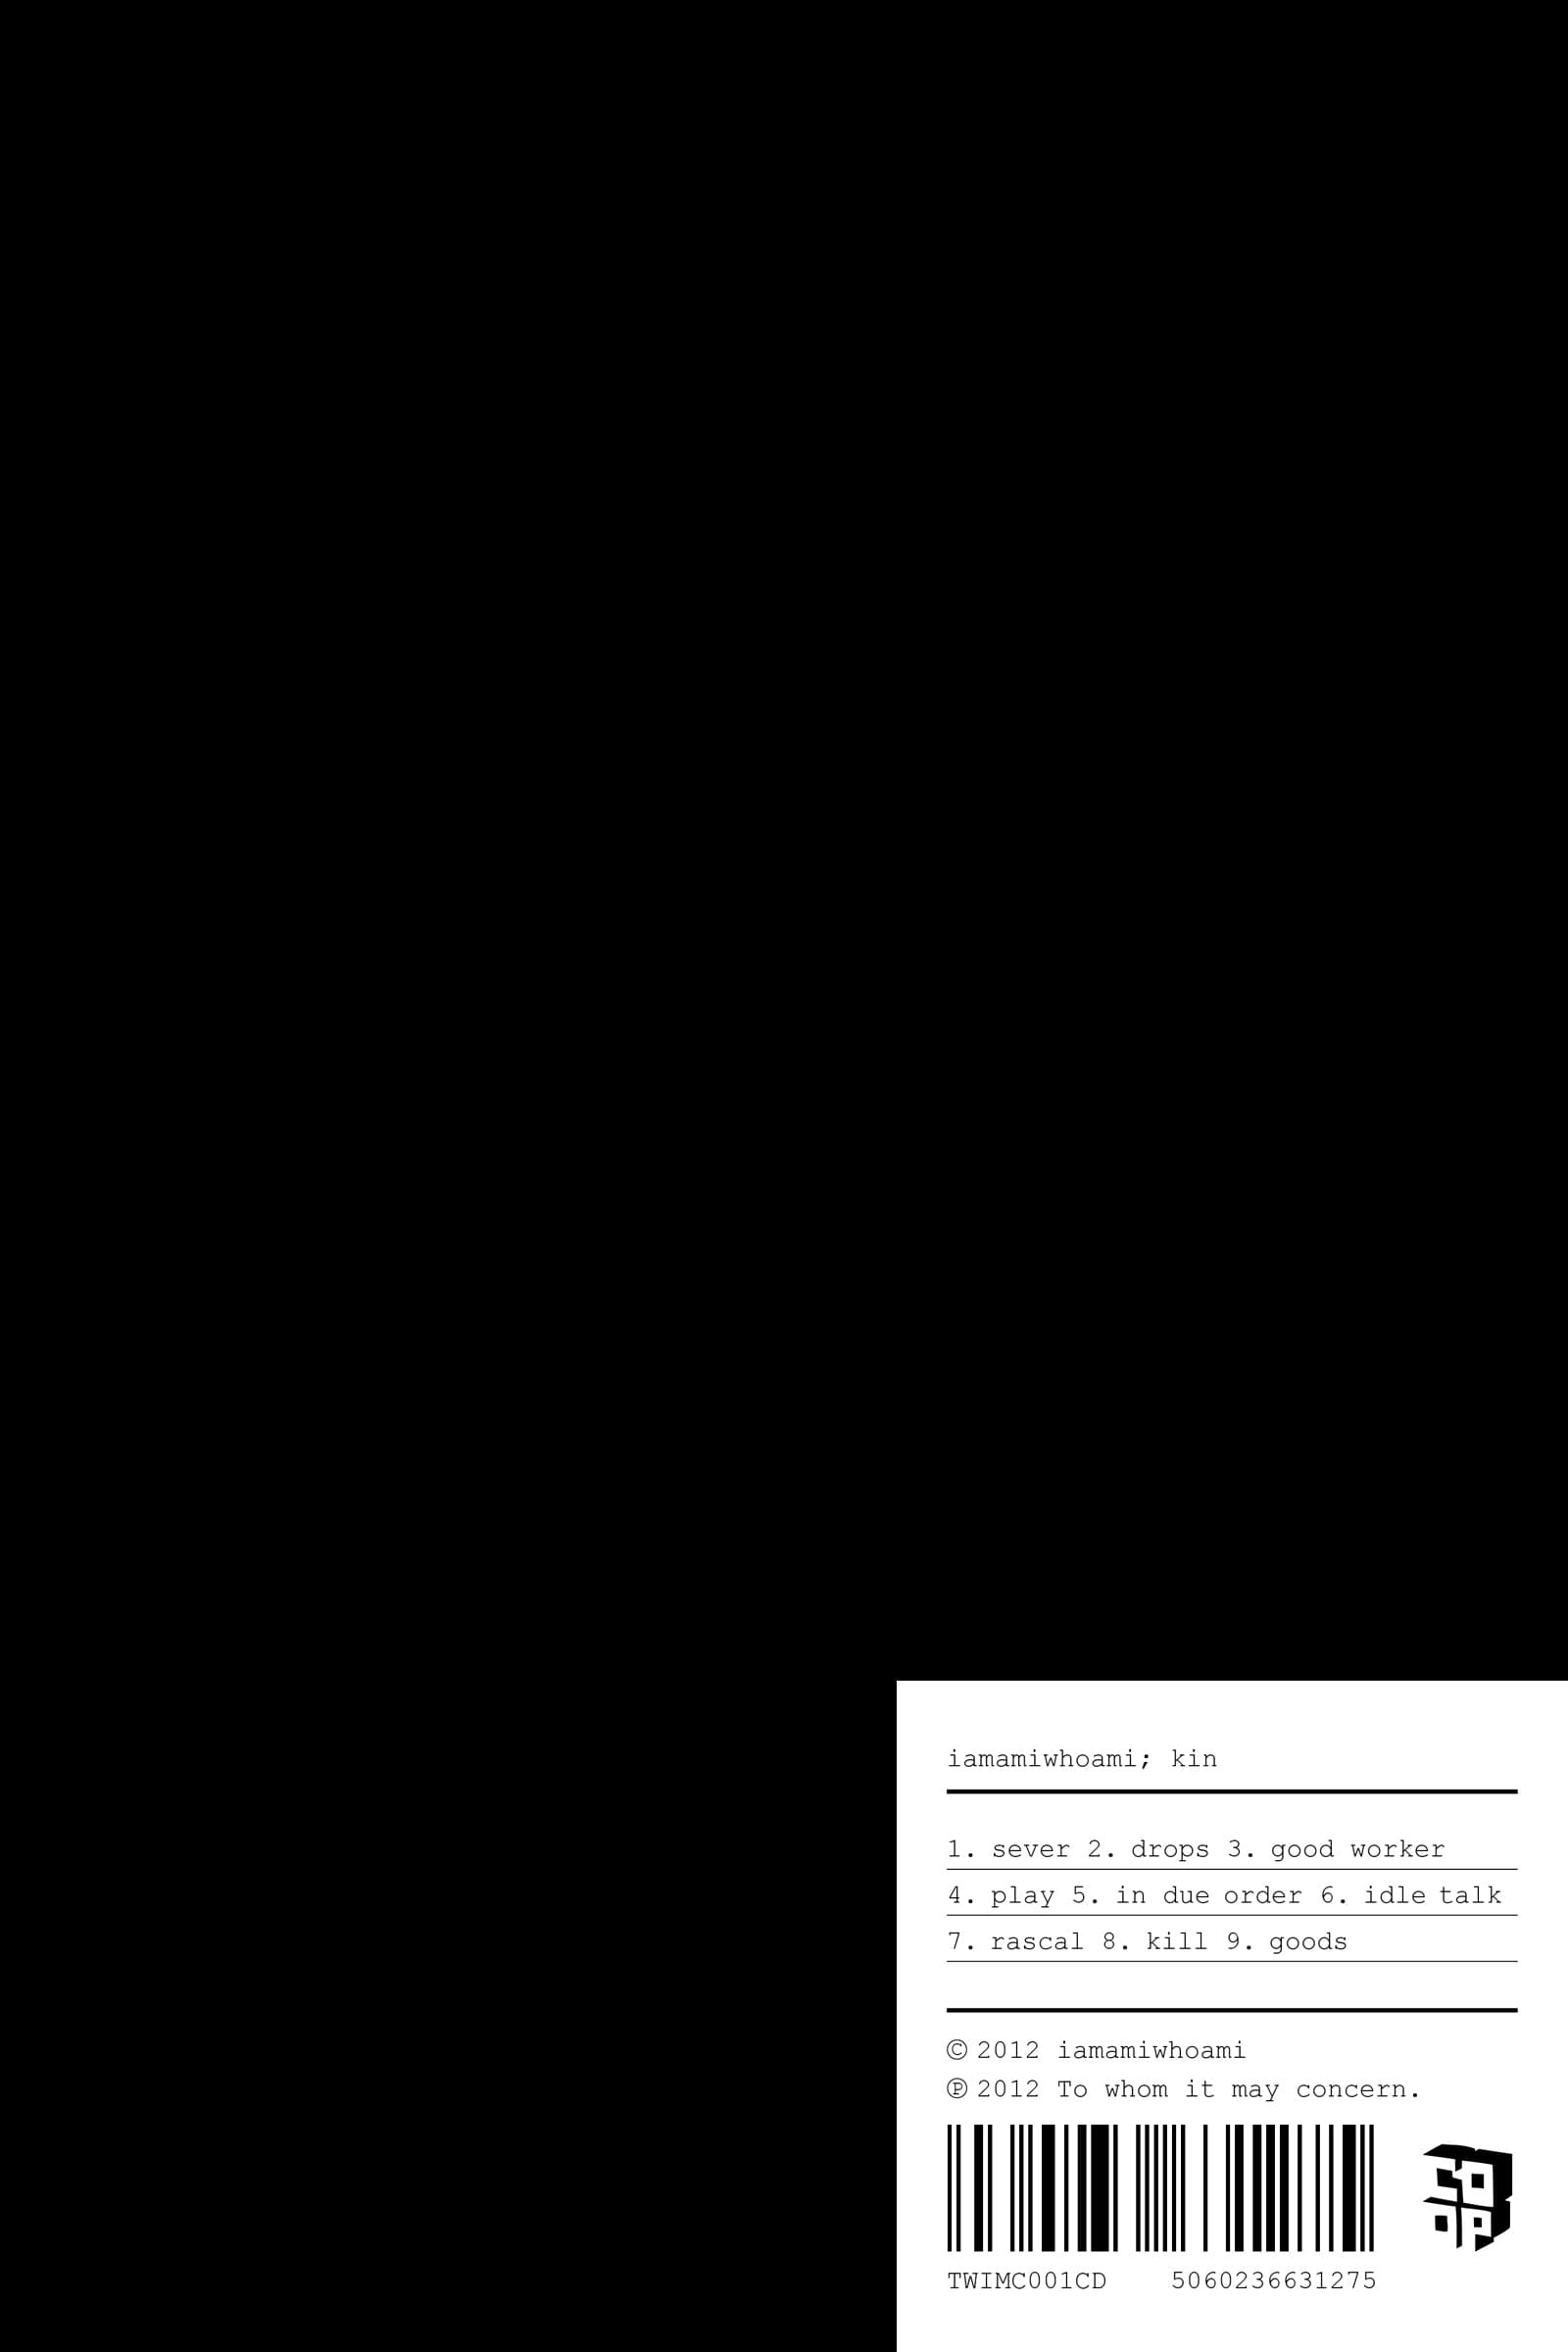 iamamiwhoami; kin
1. sever 2. drops 3. good worker
4. play 5. in due order 6. idle talk
7. rascal 8. kill 9. goods
© 2012 iamamiwhoami
℗ 2012 To whom it may concern.
TWIMC001CD 5060236631275